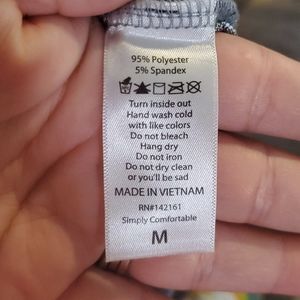 95% Polyester
5% Spandex
Turn inside out
Hand wash cold
with like colors
Do not bleach
Hang dry
Do not iron
Do not dry clean
or you'll be sad
MADE IN VIETNAM
RN#142161
Simply Comfortable
M